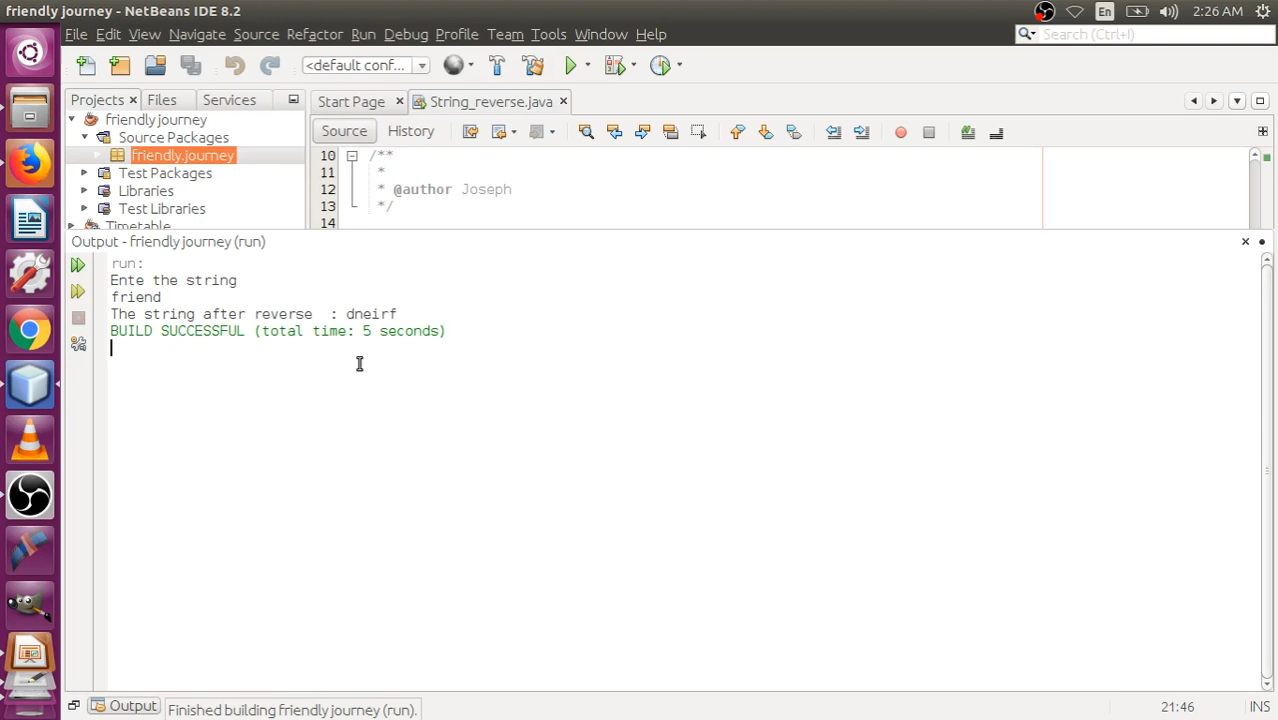 friendly journey - NetBeans IDE 8.2
En
2:26 AM
File Edit View Navigate Source Refactor Run Debug Profile Team Tools Window Help
Search (Ctrl+I)
<default conf...
Projects Files Services
Start Page String_reverse.java
friendly journey
Source History
Source Packages
friendly.journey
10 /**
11 *
Test Packages
12 * @author Joseph
Libraries
13 */
Test Libraries
14
Timetable
Output - friendly journey (run)
run:
Ente the string
friend
The string after reverse  : dneirf
BUILD SUCCESSFUL (total time: 5 seconds)
Output
Finished building friendly journey (run).
21:46
INS